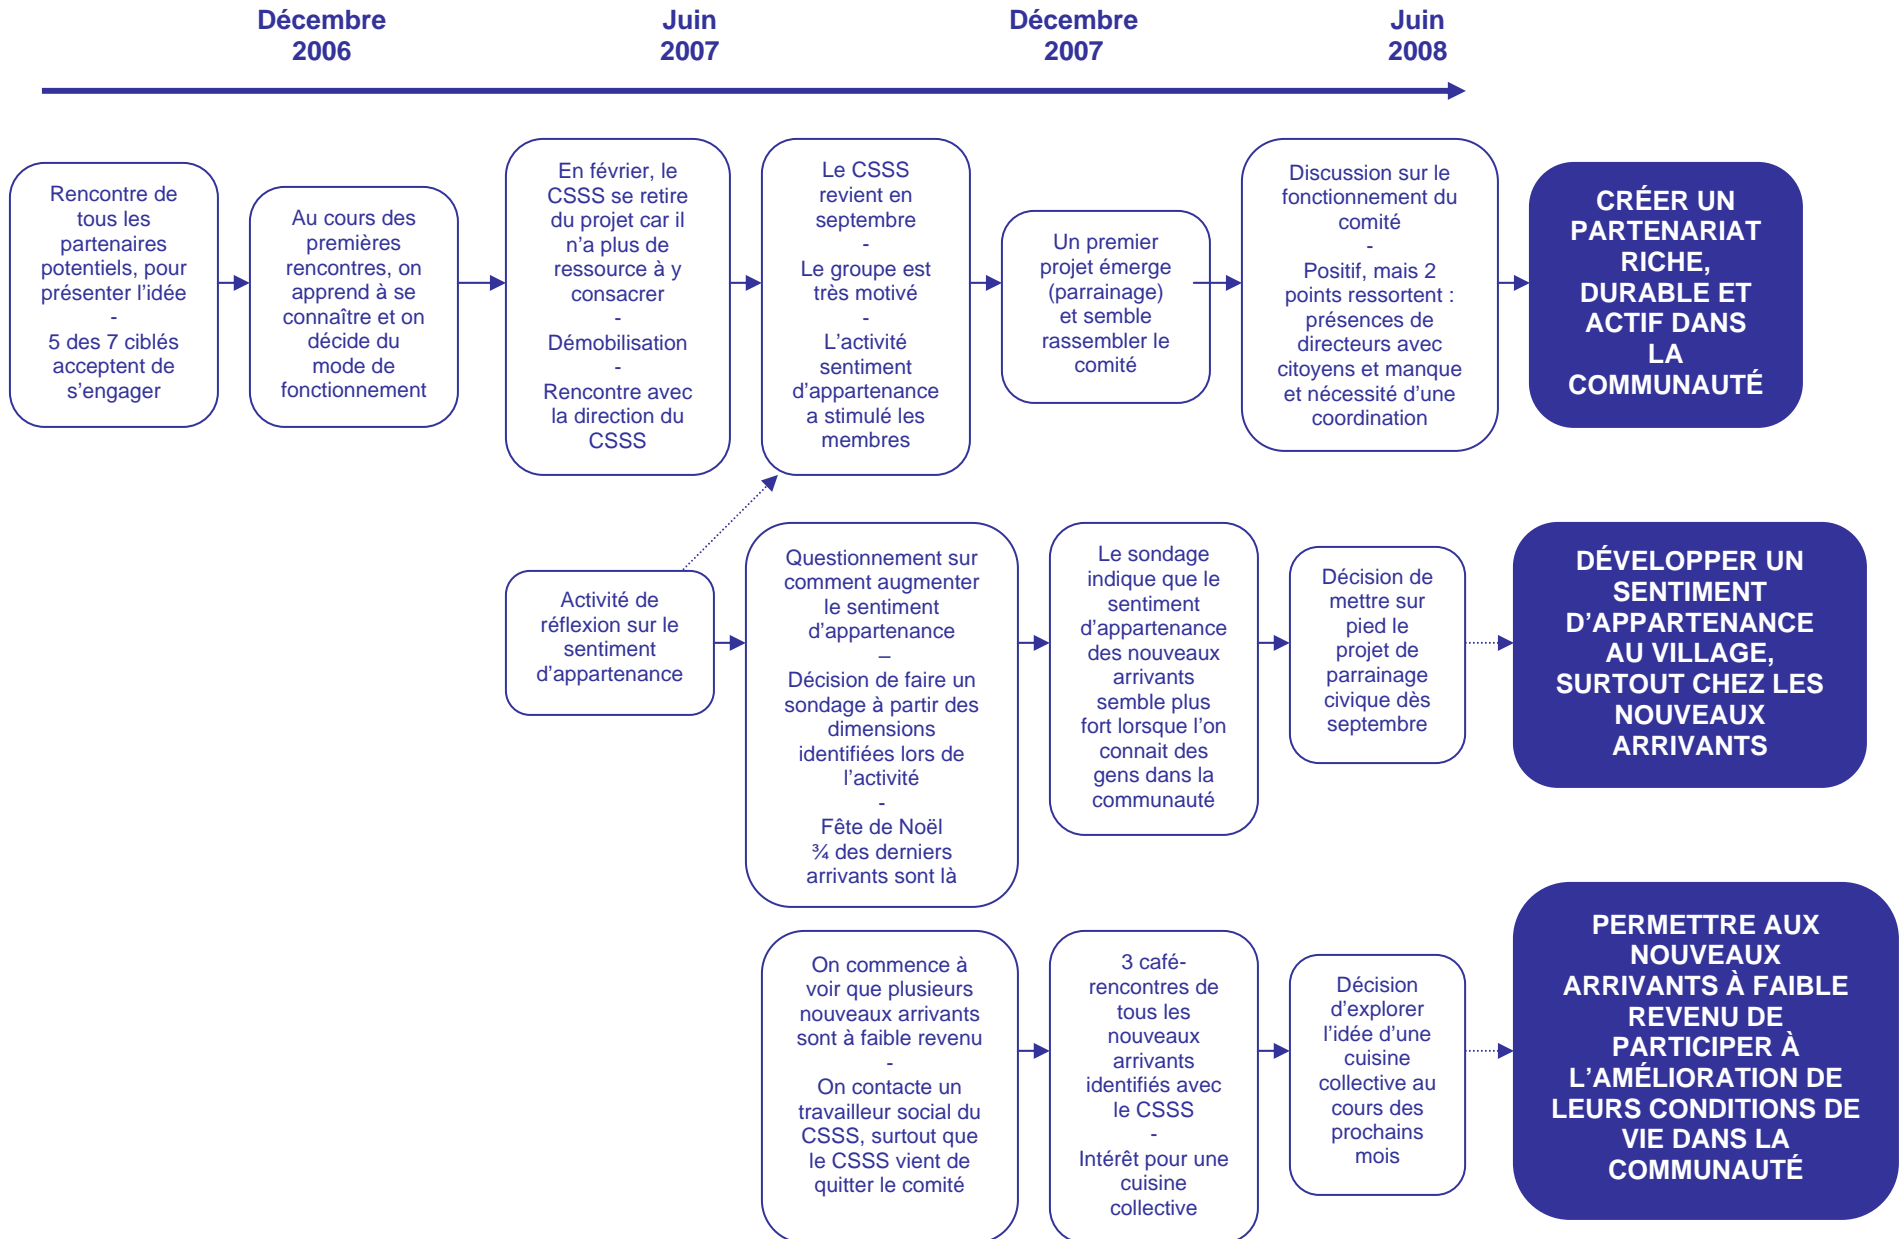 Décembre
2006
Juin
2007
Décembre
2007
Juin
2008
Rencontre de
tous les
partenaires
potentiels, pour
présenter l’idée
-
5 des 7 ciblés
acceptent de
s’engager
Au cours des
premières
rencontres, on
apprend à se
connaître et on
décide du
mode de
fonctionnement
En février, le
CSSS se retire
du projet car il
n’a plus de
ressource à y
consacrer
-
Démobilisation
-
Rencontre avec
la direction du
CSSS
Le CSSS
revient en
septembre
-
Le groupe est
très motivé
-
L’activité
sentiment
d’appartenance
a stimulé les
membres
Un premier
projet émerge
(parrainage)
et semble
rassembler le
comité
Discussion sur le
fonctionnement du
comité
-
Positif, mais 2
points ressortent :
présences de
directeurs avec
citoyens et manque
et nécessité d’une
coordination
CRÉER UN
PARTENARIAT
RICHE,
DURABLE ET
ACTIF DANS
LA
COMMUNAUTÉ
Activité de
réflexion sur le
sentiment
d’appartenance
Questionnement sur
comment augmenter
le sentiment
d’appartenance
–
Décision de faire un
sondage à partir des
dimensions
identifiées lors de
l’activité
-
Fête de Noël
¾ des derniers
arrivants sont là
Le sondage
indique que le
sentiment
d’appartenance
des nouveaux
arrivants
semble plus
fort lorsque l’on
connait des
gens dans la
communauté
Décision de
mettre sur
pied le
projet de
parrainage
civique dès
septembre
DÉVELOPPER UN
SENTIMENT
D’APPARTENANCE
AU VILLAGE,
SURTOUT CHEZ LES
NOUVEAUX
ARRIVANTS
On commence à
voir que plusieurs
nouveaux arrivants
sont à faible revenu
-
On contacte un
travailleur social du
CSSS, surtout que
le CSSS vient de
quitter le comité
3 café-
rencontres de
tous les
nouveaux
arrivants
identifiés avec
le CSSS
-
Intérêt pour une
cuisine
collective
Décision
d’explorer
l’idée d’une
cuisine
collective au
cours des
prochains
mois
PERMETTRE AUX
NOUVEAUX
ARRIVANTS À FAIBLE
REVENU DE
PARTICIPER À
L’AMÉLIORATION DE
LEURS CONDITIONS DE
VIE DANS LA
COMMUNAUTÉ